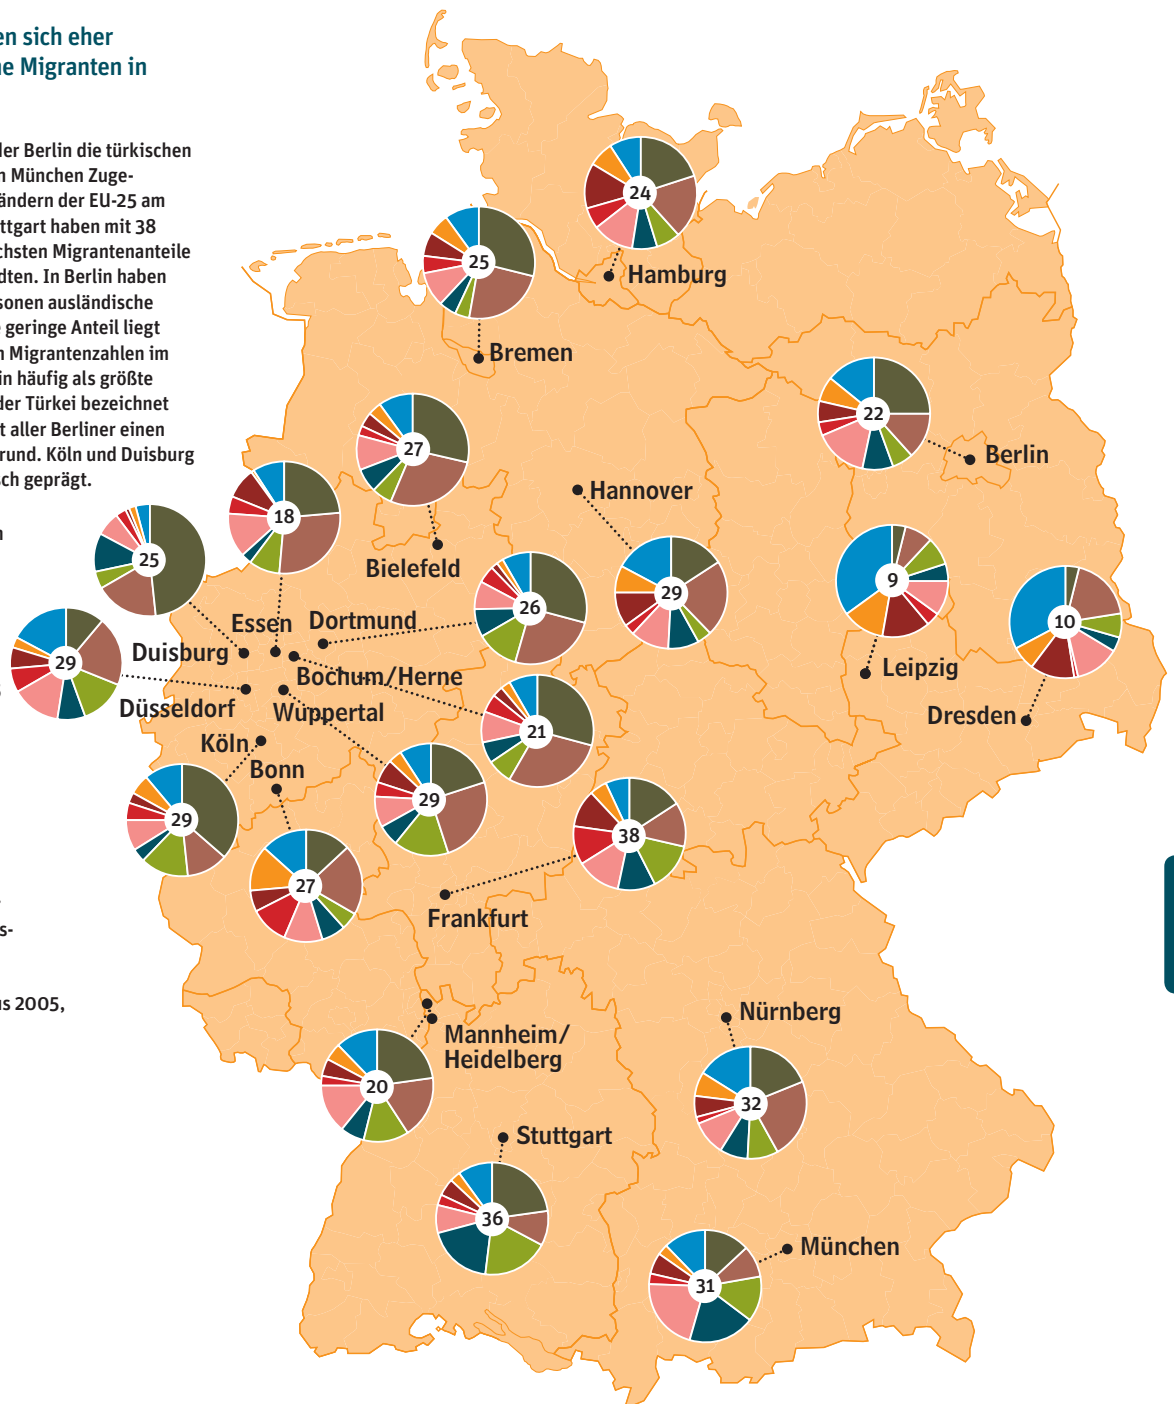 en sich eher
ne Migranten in
der Berlin die türkischen
n München Zuge-
ändern der EU-25 am
ttgart haben mit 38
chsten Migrantenanteile
dten. In Berlin haben
sonen ausländische
geringe Anteil liegt
n Migrantenzahlen im
in häufig als größte
der Türkei bezeichnet
t aller Berliner einen
rund. Köln und Duisburg
sch geprägt.
n
s-
us 2005,
24
Hamburg
25
Bremen
22
Berlin
27
Bielefeld
Hannover
29
18
Essen
25
Duisburg
26
Dortmund
9
Leipzig
10
Dresden
29
Düsseldorf
Bochum/Herne
21
Wuppertal
29
Köln
29
Bonn
27
38
Frankfurt
Mannheim/
Heidelberg
20
Nürnberg
32
Stuttgart
36
München
31